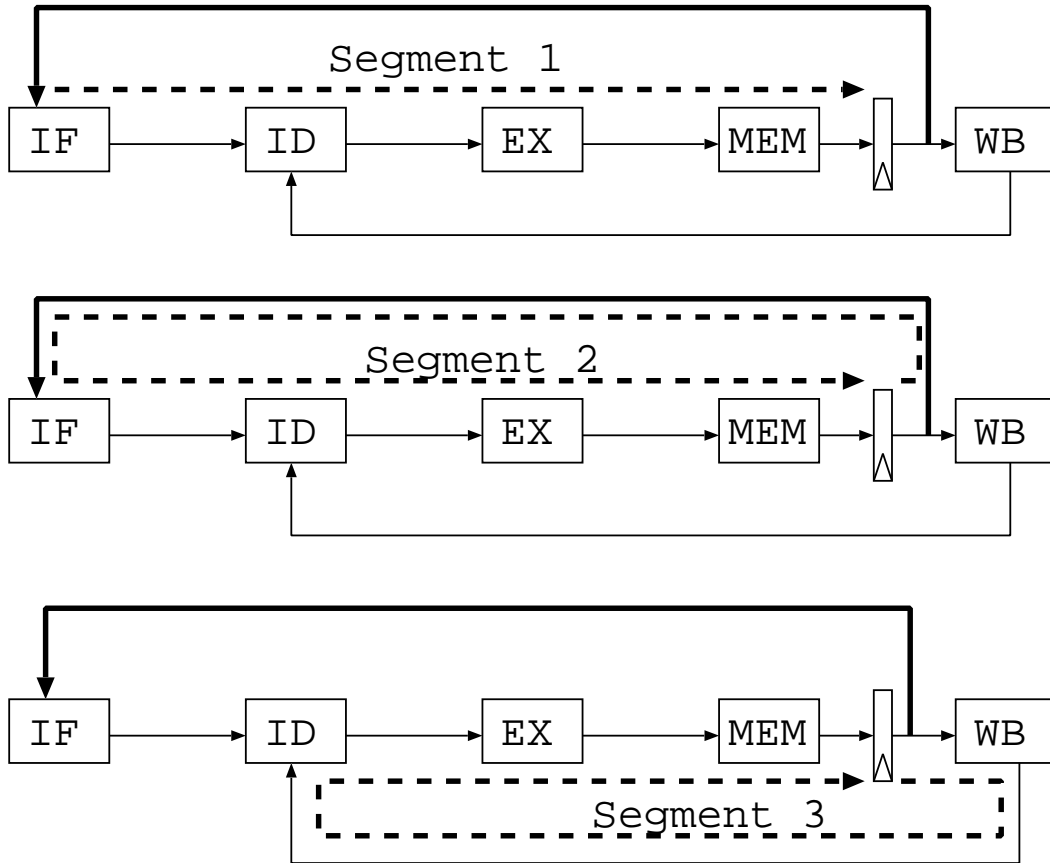 Segment 1
IF ID EX MEM WB
Segment 2
IF ID EX MEM WB
IF ID EX MEM WB
Segment 3